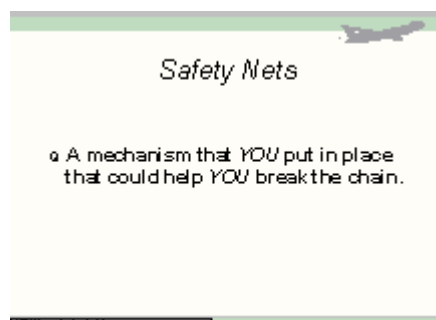 Safety Nets
A mechanism that YOU put in place
that could help YOU break the chain.